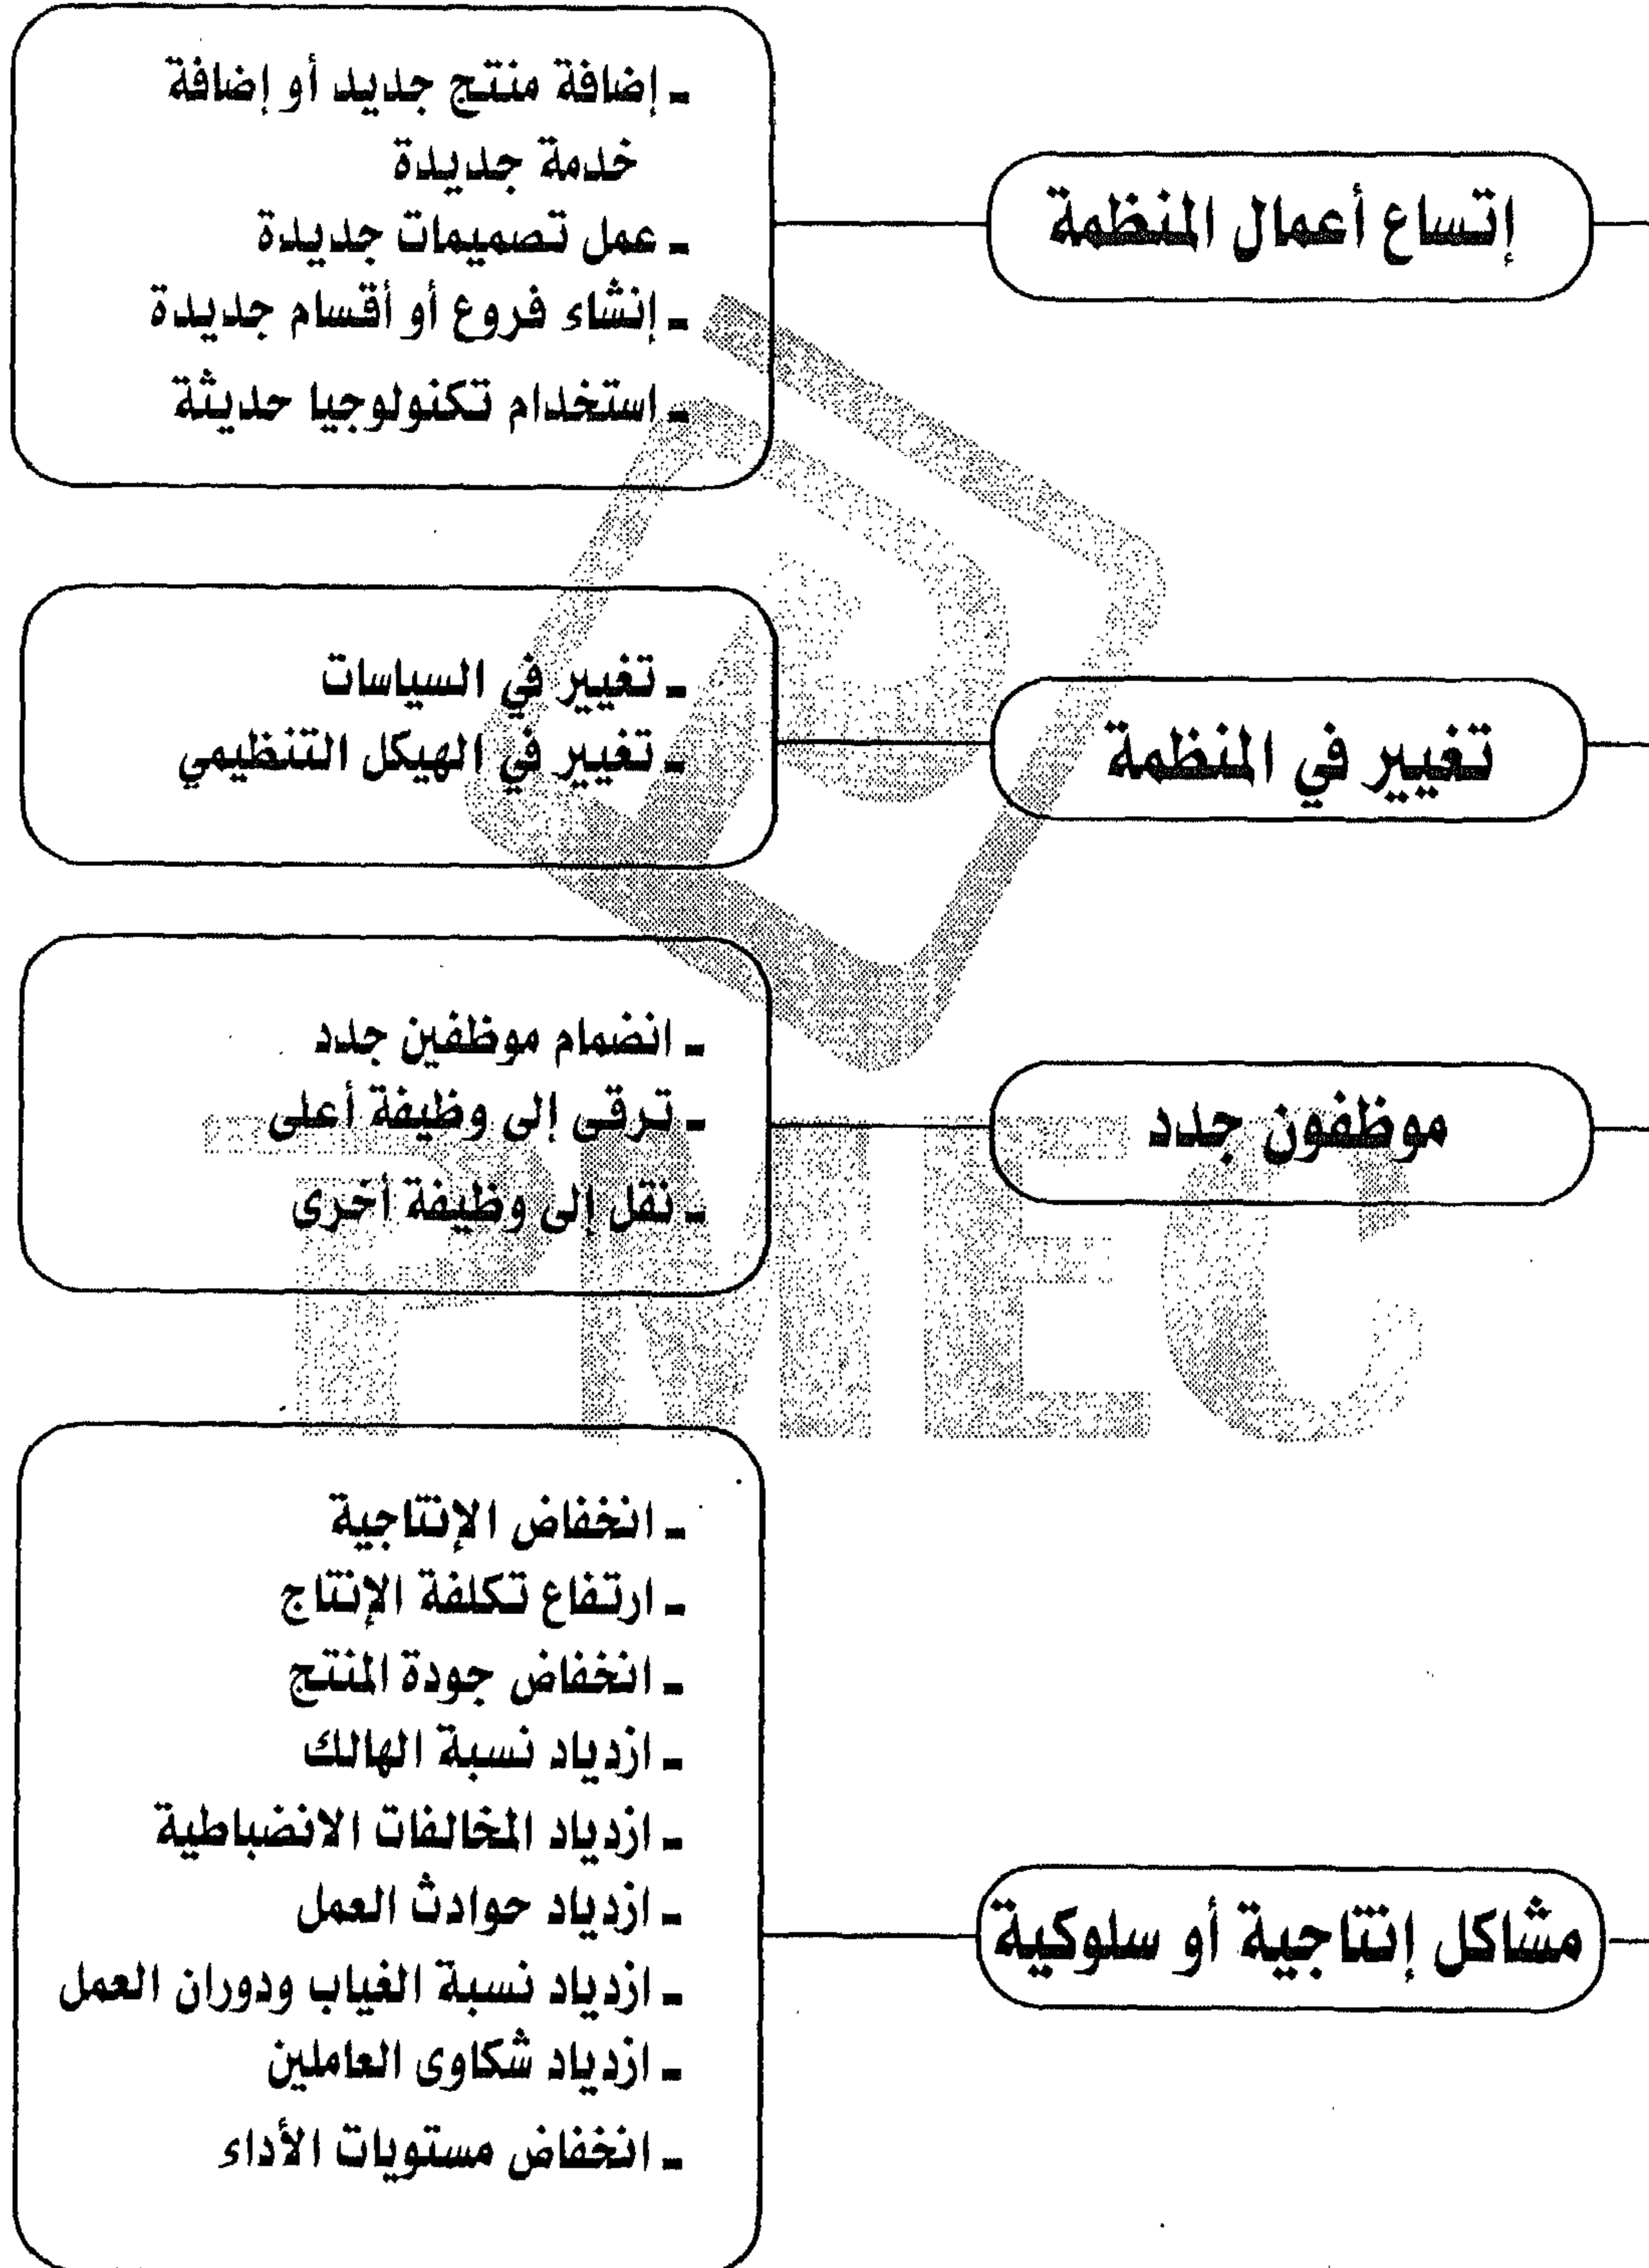 إتساع أعمال المنظمة
ـ إضافة منتج جديد أو إضافة
خدمة جديدة
ـ عمل تصميمات جديدة
ـ إنشاء فروع أو أقسام جديدة
ـ استخدام تكنولوجيا حديثة
تغيير في المنظمة
ـ تغيير في السياسات
ـ تغيير في الهيكل التنظيمي
موظفون جدد
ـ انضمام موظفين جدد
ـ ترقى إلى وظيفة أعلى
ـ نقل إلى وظيفة أخرى
PMEC
مشاكل إنتاجية أو سلوكية
ـ انخفاض الإنتاجية
ـ ارتفاع تكلفة الإنتاج
ـ انخفاض جودة المنتج
ـ ازدياد نسبة الهالك
ـ ازدياد المخالفات الانضباطية
ـ ازدياد حوادث العمل
ـ ازدياد نسبة الغياب ودوران العمل
ـ ازدياد شكاوى العاملين
ـ انخفاض مستويات الأداء